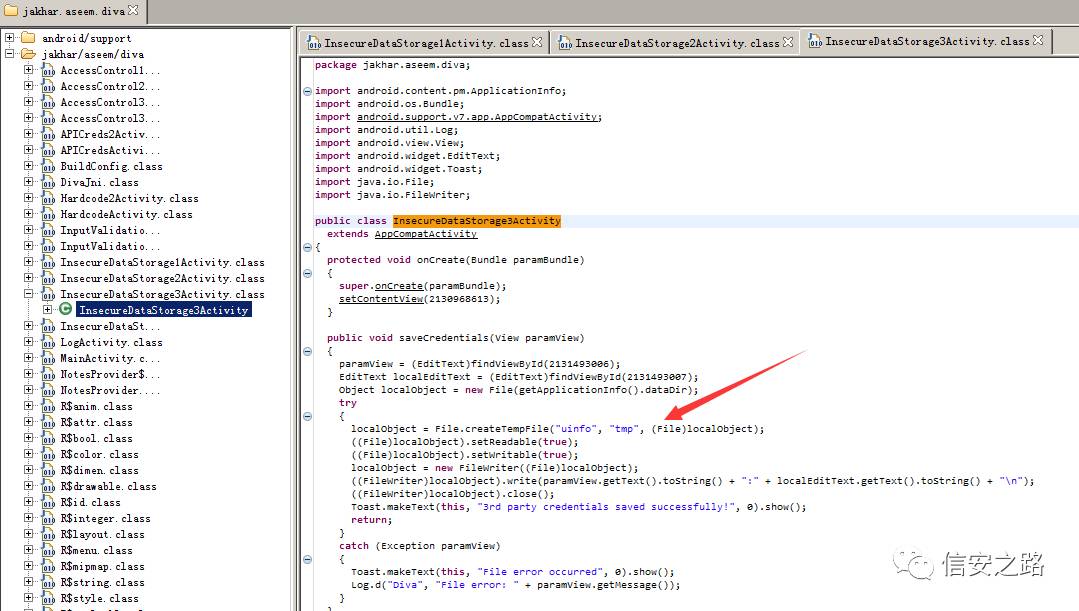 jakhar.aseem.diva
android/support
jakhar/aseem/diva
AccessControl1...
AccessControl2...
AccessControl3...
AccessControl3...
APICreds2Activ...
APICredsActivi...
BuildConfig.class
DivaJni.class
Hardcode2Activity.class
HardcodeActivity.class
InputValidatio...
InputValidatio...
InsecureDataStorage1Activity.class
InsecureDataStorage2Activity.class
InsecureDataStorage3Activity.class
InsecureDataStorage3Activity
InsecureDataSt...
LogActivity.class
MainActivity.c...
NotesProvider$...
NotesProvider....
R$anim.class
R$attr.class
R$bool.class
R$color.class
R$dimen.class
R$drawable.class
R$id.class
R$integer.class
R$layout.class
R$menu.class
R$mipmap.class
R$string.class
R$style.class
InsecureDataStorage1Activity.class
InsecureDataStorage2Activity.class
InsecureDataStorage3Activity.class
package jakhar.aseem.diva;
import android.content.pm.ApplicationInfo;
import android.os.Bundle;
import android.support.v7.app.AppCompatActivity;
import android.util.Log;
import android.view.View;
import android.widget.EditText;
import android.widget.Toast;
import java.io.File;
import java.io.FileWriter;
public class InsecureDataStorage3Activity
extends AppCompatActivity
{
protected void onCreate(Bundle paramBundle)
{
super.onCreate(paramBundle);
setContentView(2130968613);
}
public void saveCredentials(View paramView)
{
paramView = (EditText)findViewById(2131493006);
EditText localEditText = (EditText)findViewById(2131493007);
Object localObject = new File(getApplicationInfo().dataDir);
try
{
localObject = File.createTempFile("uinfo", "tmp", (File)localObject);
((File)localObject).setReadable(true);
((File)localObject).setWritable(true);
localObject = new FileWriter((File)localObject);
((FileWriter)localObject).write(paramView.getText().toString() + ":" + localEditText.getText().toString() + "\n");
((FileWriter)localObject).close();
Toast.makeText(this, "3rd party credentials saved successfully!", 0).show();
return;
}
catch (Exception paramView)
{
Toast.makeText(this, "File error occurred", 0).show();
Log.d("Diva", "File error: " + paramView.getMessage());
}
信安之路